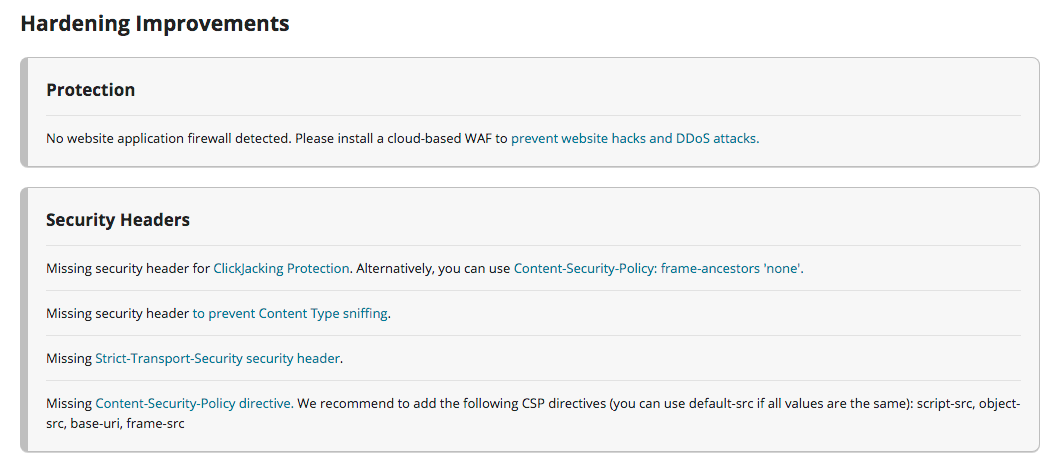 Hardening Improvements
Protection
No website application firewall detected. Please install a cloud-based WAF to prevent website hacks and DDoS attacks.
Security Headers
Missing security header for ClickJacking Protection. Alternatively, you can use Content-Security-Policy: frame-ancestors 'none'.
Missing security header to prevent Content Type sniffing.
Missing Strict-Transport-Security security header.
Missing Content-Security-Policy directive. We recommend to add the following CSP directives (you can use default-src if all values are the same): script-src, object-
src, base-uri, frame-src